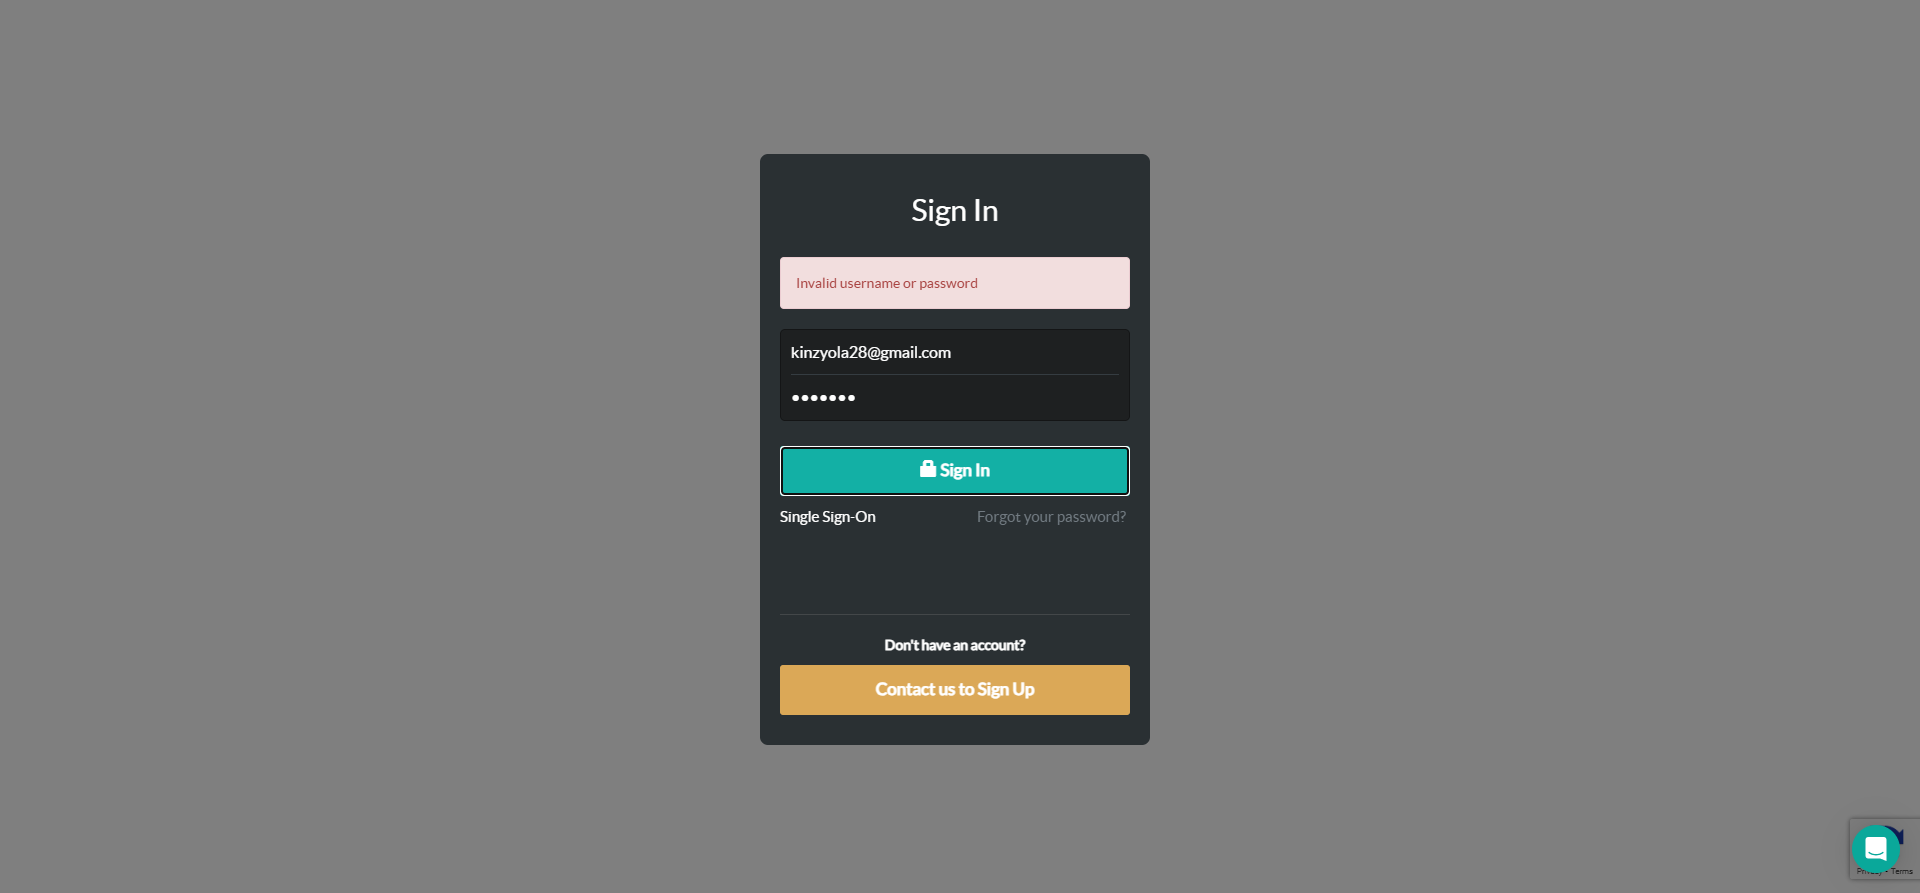 Sign In
Invalid username or password
kinzyola28@gmail.com
•••••••
Sign In
Single Sign-On
Forgot your password?
Don't have an account?
Contact us to Sign Up
Terms